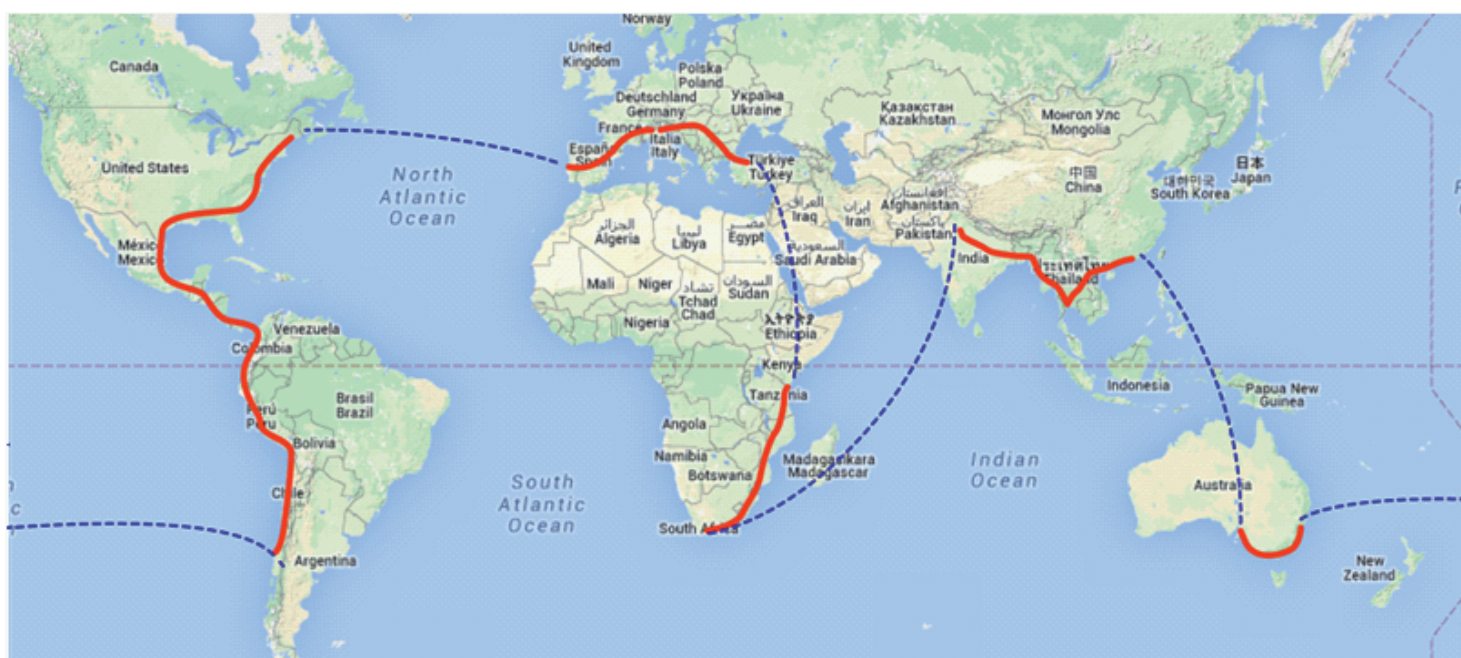 Norway
Canada
United
Kingdom
Polska
Poland
Deutschland
Germany
Україна
Ukraine
Қазақстан
Kazakhstan
Монгол Улс
Mongolia
France
Italia
Italy
España
Spain
United States
North
Atlantic
Ocean
Türkiye
Turkey
中国
China
대한민국
South Korea
日本
Japan
افغانستان
Afghanistan
العراق
Iraq
ایران
Iran
پاکستان
Pakistan
الجزائر
Algeria
ليبيا
Libya
مصر
Egypt
السعودية
Saudi Arabia
México
Mexico
India
ประเทศไทย
Thailand
Mali
Niger
تشاد
Tchad
Chad
السودان
Sudan
Nigeria
ኢትዮጵያ
Ethiopia
Venezuela
Colombia
Kenya
Tanzania
Indonesia
Papua New
Guinea
Brasil
Brazil
Perú
Peru
Angola
Bolivia
Namibia
Botswana
Madagasikara
Madagascar
Indian
Ocean
South
Atlantic
Ocean
Australia
Chile
South Africa
Argentina
New
Zealand